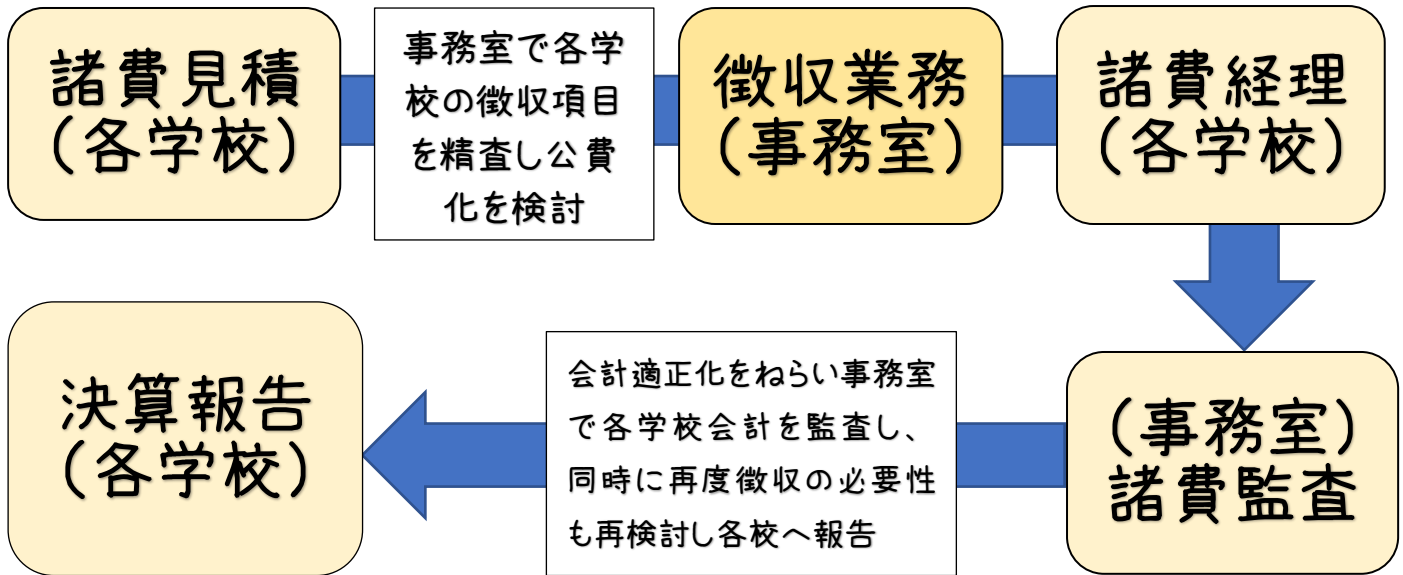 諸費見積
(各学校)
事務室で各学
校の徴収項目
を精査し公費
化を検討
徴収業務
(事務室)
諸費経理
(各学校)
(事務室)
諸費監査
会計適正化をねらい事務室
で各学校会計を監査し、
同時に再度徴収の必要性
も再検討し各校へ報告
決算報告
(各学校)